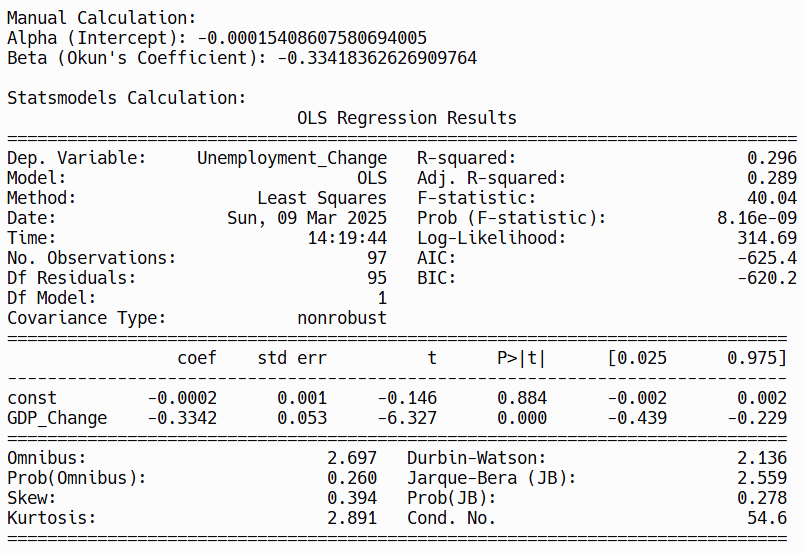 Manual Calculation:
Alpha (Intercept): -0.00015408607580694005
Beta (Okun's Coefficient): -0.33418362626909764

Statsmodels Calculation:
                            OLS Regression Results
===============================================================================
Dep. Variable:     Unemployment_Change   R-squared:                       0.296
Model:                             OLS   Adj. R-squared:                  0.289
Method:                  Least Squares   F-statistic:                     40.04
Date:                 Sun, 09 Mar 2025   Prob (F-statistic):           8.16e-09
Time:                         14:19:44   Log-Likelihood:                 314.69
No. Observations:                   97   AIC:                            -625.4
Df Residuals:                       95   BIC:                            -620.2
Df Model:                            1
Covariance Type:             nonrobust
==============================================================================
                 coef    std err          t      P>|t|      [0.025      0.975]
------------------------------------------------------------------------------
const         -0.0002      0.001     -0.146      0.884      -0.002       0.002
GDP_Change    -0.3342      0.053     -6.327      0.000      -0.439      -0.229
==============================================================================
Omnibus:                        2.697   Durbin-Watson:                   2.136
Prob(Omnibus):                  0.260   Jarque-Bera (JB):                2.559
Skew:                           0.394   Prob(JB):                        0.278
Kurtosis:                       2.891   Cond. No.                         54.6
==============================================================================